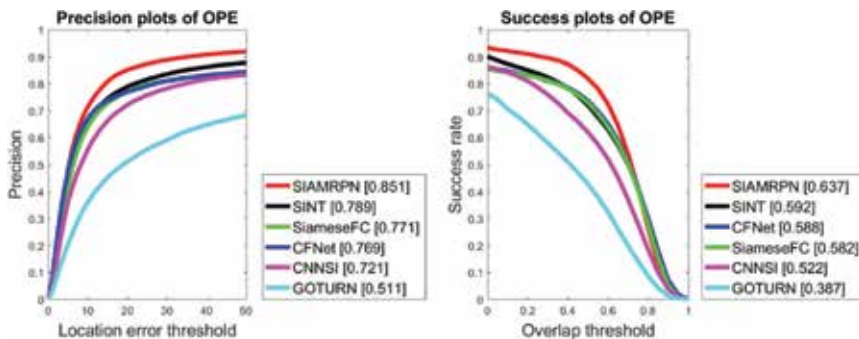 Precision plots of OPE
Precision
1
0.9
0.8
0.7
0.6
0.5
0.4
0.3
0.2
0.1
0
0 10 20 30 40 50
Location error threshold
SIAMRPN [0.851]
SINT [0.789]
SiameseFC [0.771]
CFNet [0.769]
CNNSI [0.721]
GOTURN [0.511]
Success plots of OPE
Success rate
1
0.9
0.8
0.7
0.6
0.5
0.4
0.3
0.2
0.1
0
0 0.2 0.4 0.6 0.8 1
Overlap threshold
SIAMRPN [0.637]
SINT [0.592]
CFNet [0.588]
SiameseFC [0.582]
CNNSI [0.522]
GOTURN [0.387]